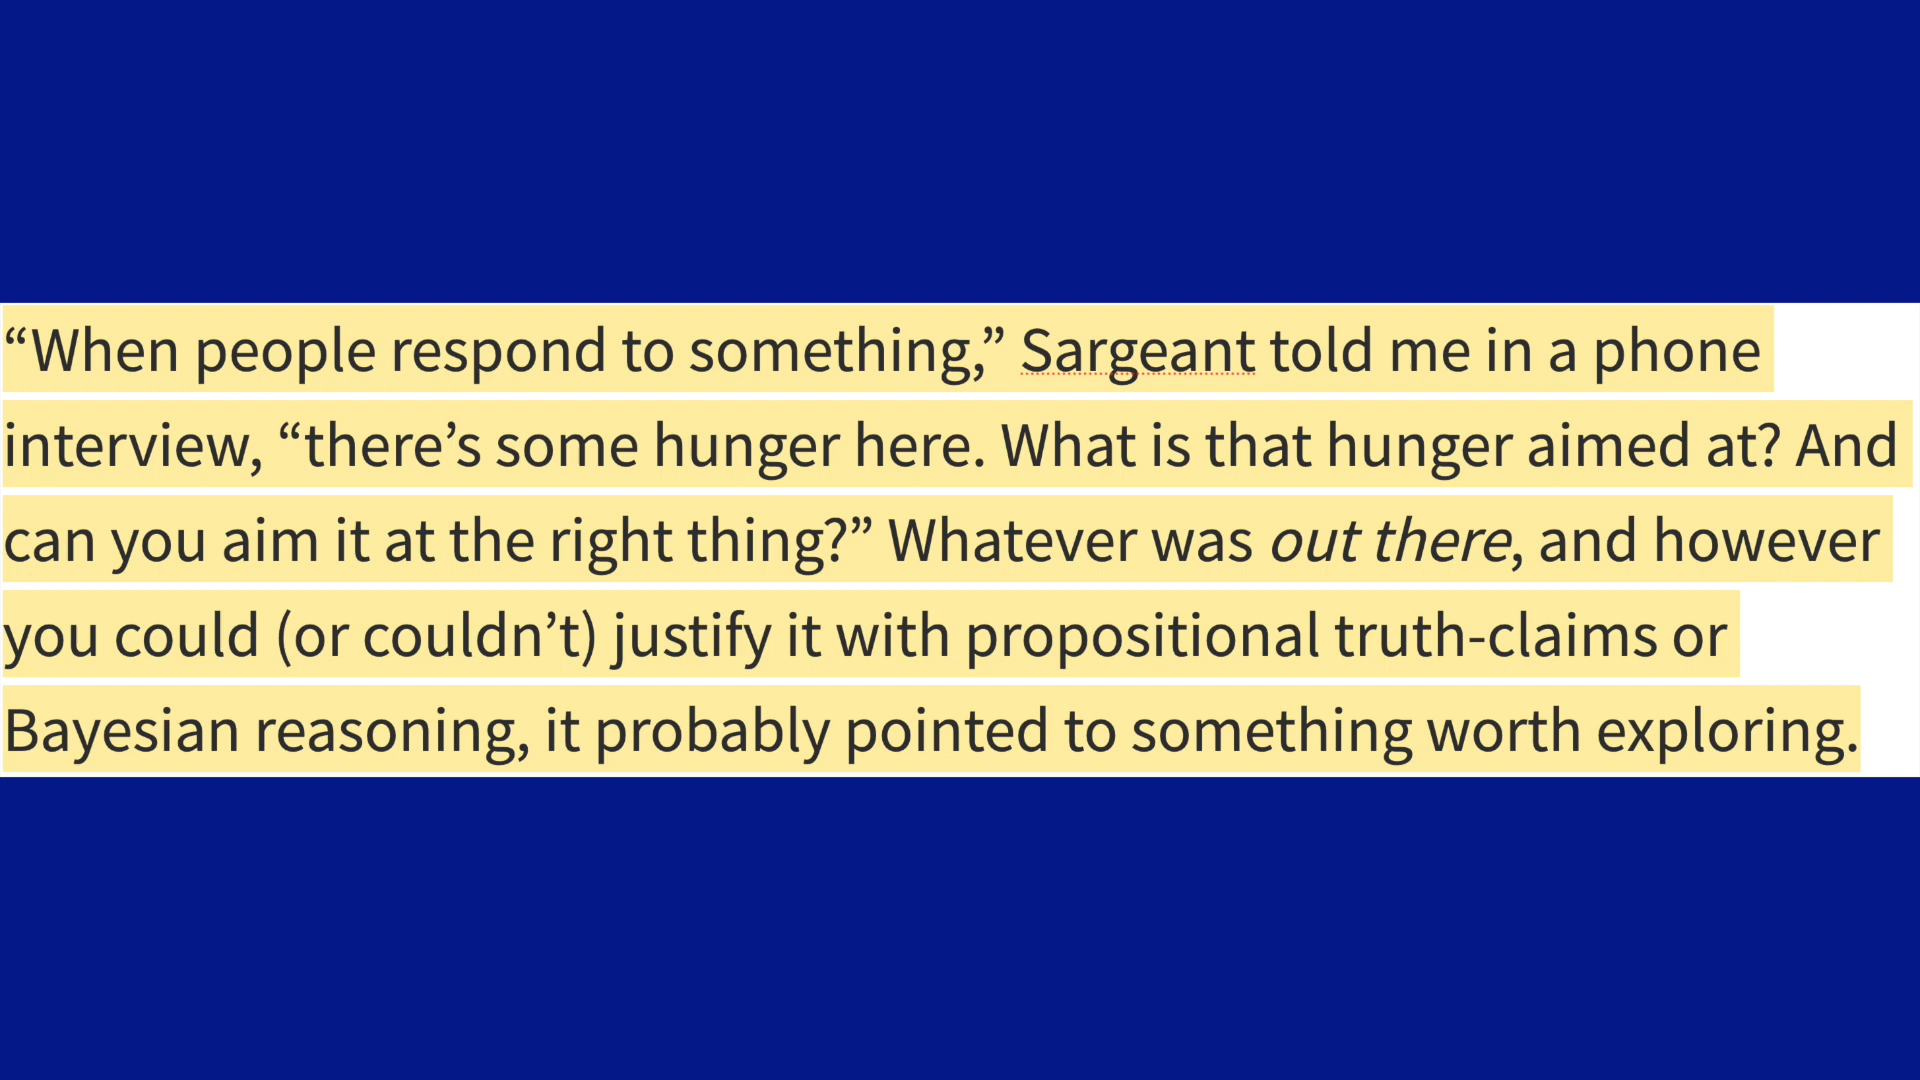 “When people respond to something,” Sargeant told me in a phone
interview, “there’s some hunger here. What is that hunger aimed at? And
can you aim it at the right thing?” Whatever was out there, and however
you could (or couldn’t) justify it with propositional truth-claims or
Bayesian reasoning, it probably pointed to something worth exploring.